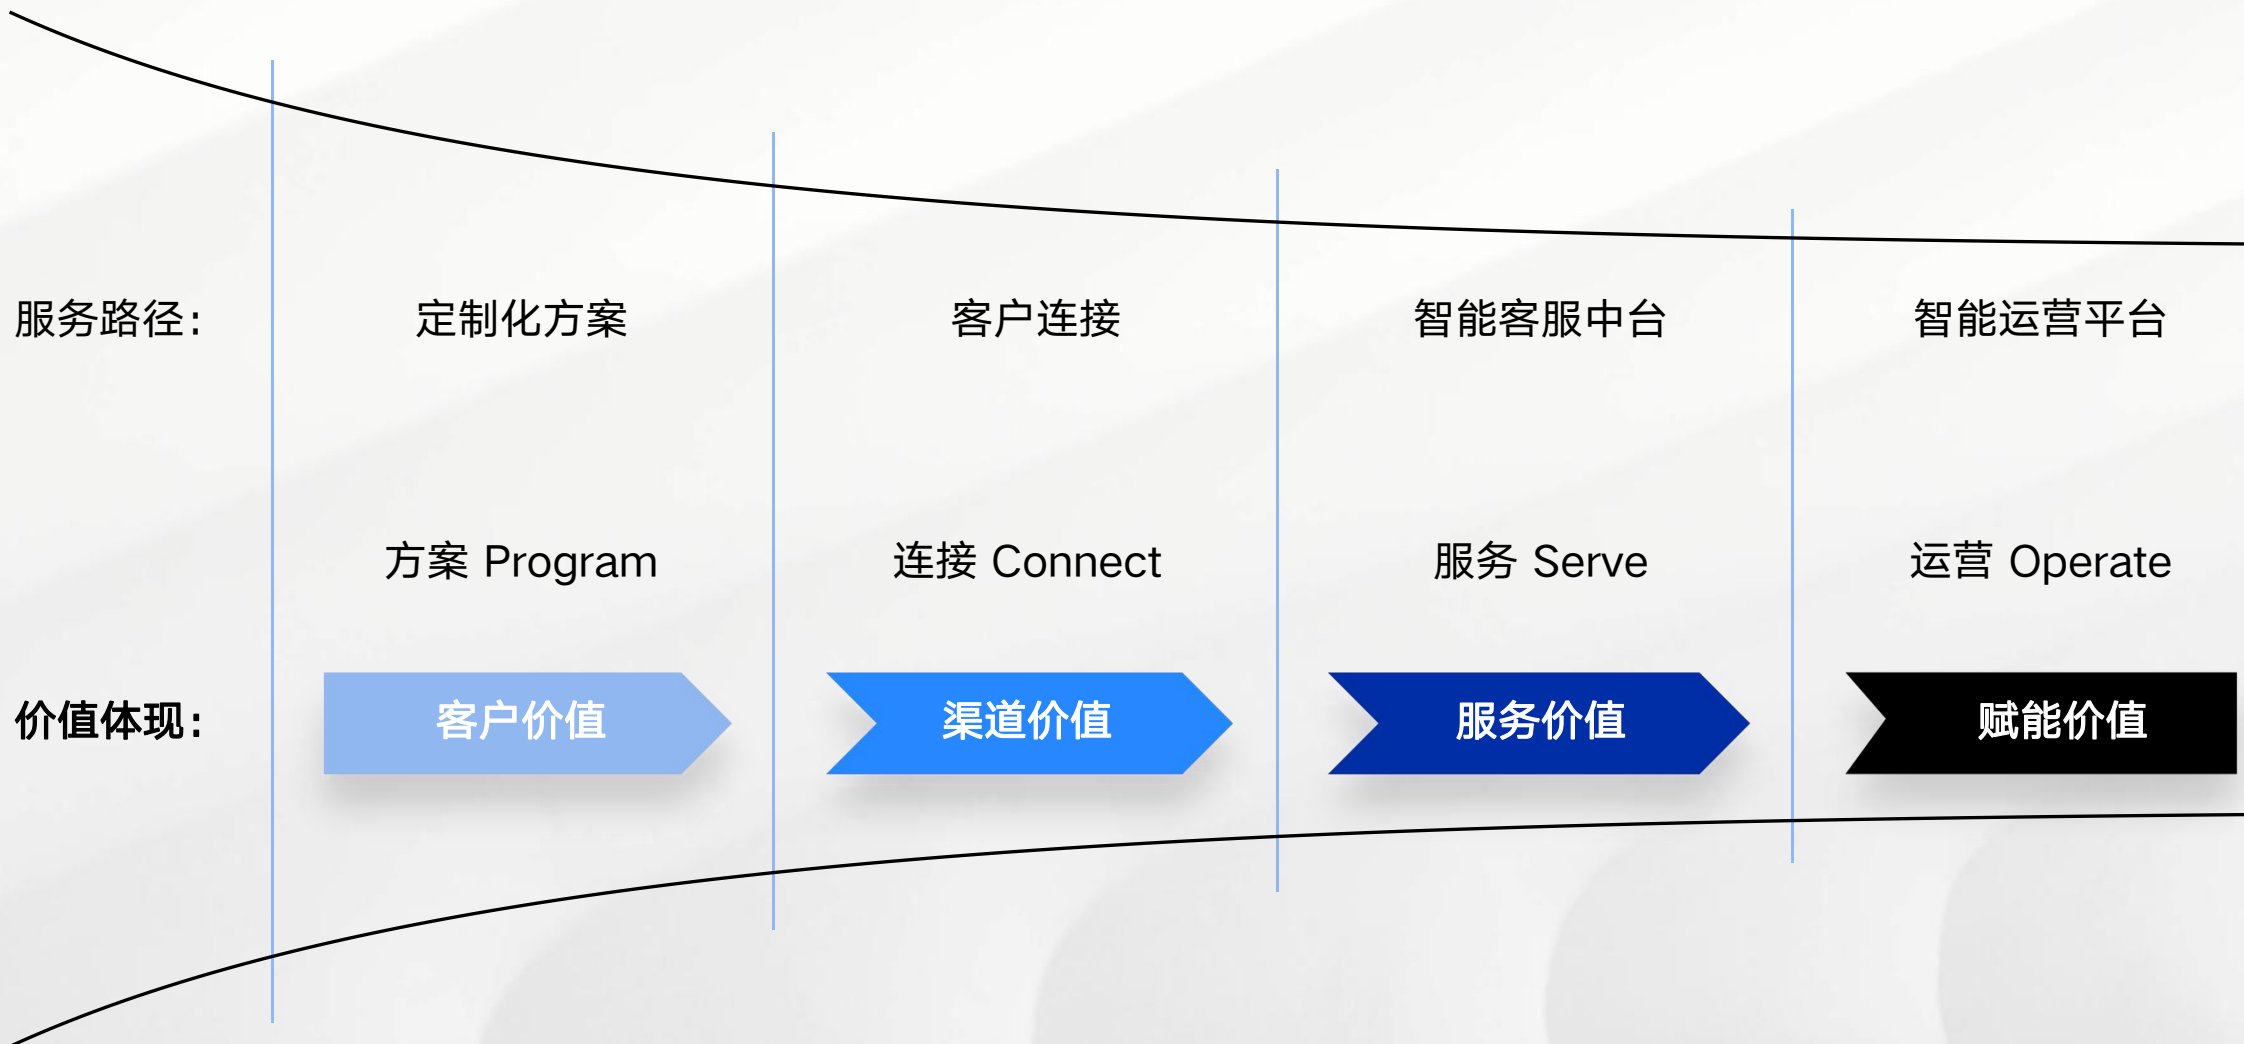 服务路径:
定制化方案
客户连接
智能客服中台
智能运营平台
方案 Program
连接 Connect
服务 Serve
运营 Operate
价值体现:
客户价值
渠道价值
服务价值
赋能价值